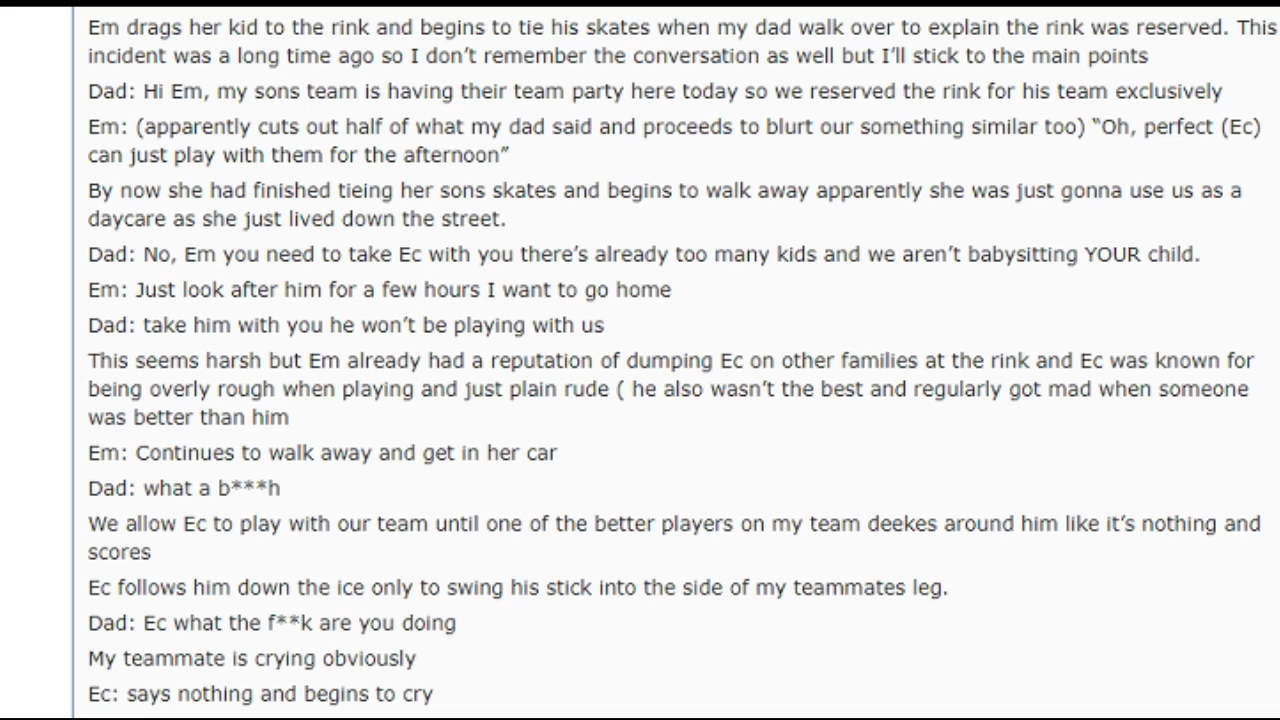 Em drags her kid to the rink and begins to tie his skates when my dad walk over to explain the rink was reserved. This
incident was a long time ago so I don’t remember the conversation as well but I’ll stick to the main points
Dad: Hi Em, my sons team is having their team party here today so we reserved the rink for his team exclusively
Em: (apparently cuts out half of what my dad said and proceeds to blurt our something similar too) “Oh, perfect (Ec)
can just play with them for the afternoon”
By now she had finished tieing her sons skates and begins to walk away apparently she was just gonna use us as a
daycare as she just lived down the street.
Dad: No, Em you need to take Ec with you there’s already too many kids and we aren’t babysitting YOUR child.
Em: Just look after him for a few hours I want to go home
Dad: take him with you he won’t be playing with us
This seems harsh but Em already had a reputation of dumping Ec on other families at the rink and Ec was known for
being overly rough when playing and just plain rude ( he also wasn’t the best and regularly got mad when someone
was better than him
Em: Continues to walk away and get in her car
Dad: what a b***h
We allow Ec to play with our team until one of the better players on my team deekes around him like it’s nothing and
scores
Ec follows him down the ice only to swing his stick into the side of my teammates leg.
Dad: Ec what the f**k are you doing
My teammate is crying obviously
Ec: says nothing and begins to cry